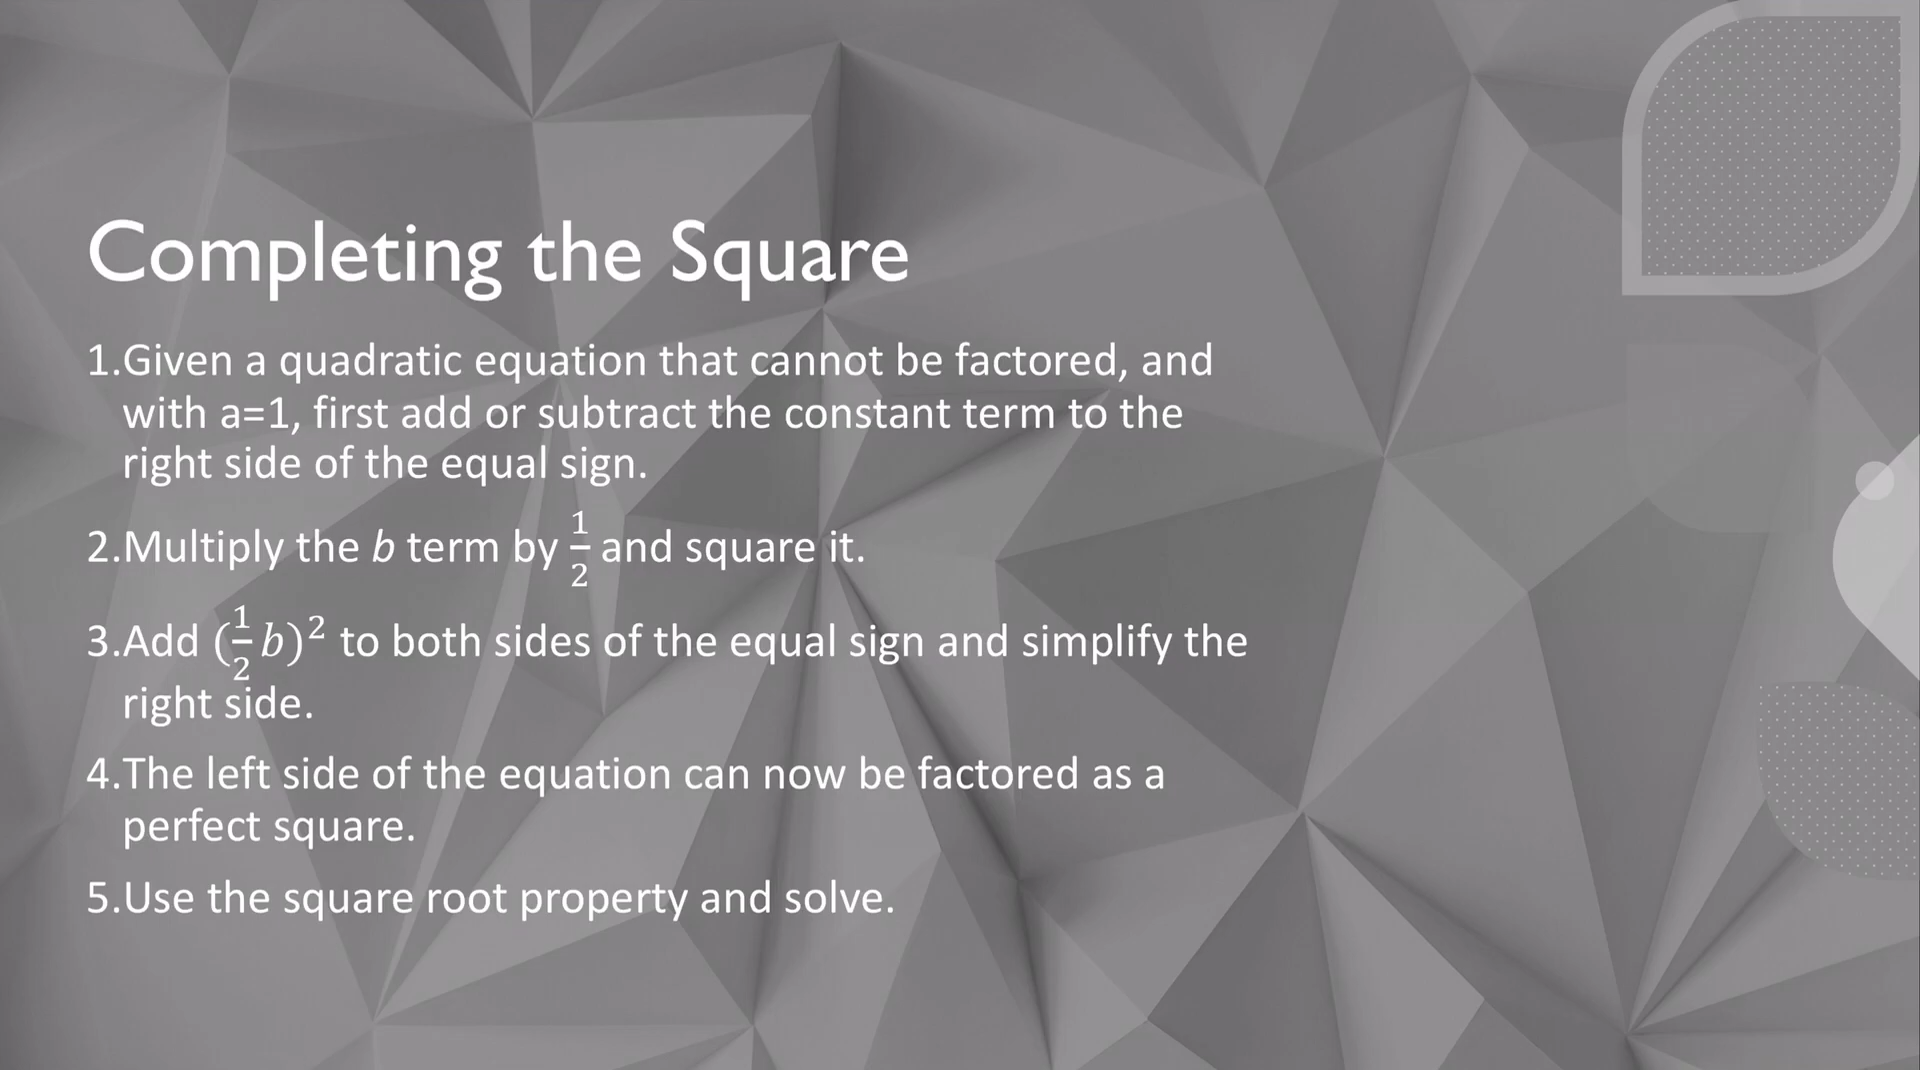 Completing the Square
1.Given a quadratic equation that cannot be factored, and
with a=1, first add or subtract the constant term to the
right side of the equal sign.
2.Multiply the b term by 1/2 and square it.
3.Add (1/2 b)² to both sides of the equal sign and simplify the
right side.
4.The left side of the equation can now be factored as a
perfect square.
5.Use the square root property and solve.